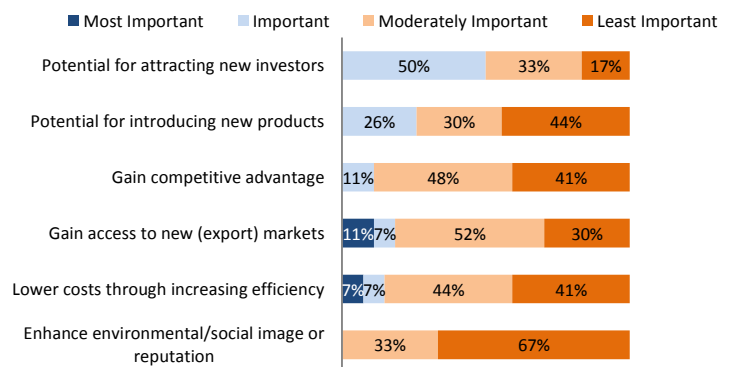 Most Important Important Moderately Important Least Important
Potential for attracting new investors 50% 33% 17%
Potential for introducing new products 26% 30% 44%
Gain competitive advantage 11% 48% 41%
Gain access to new (export) markets 11% 7% 52% 30%
Lower costs through increasing efficiency 7% 7% 44% 41%
Enhance environmental/social image or
reputation 33% 67%